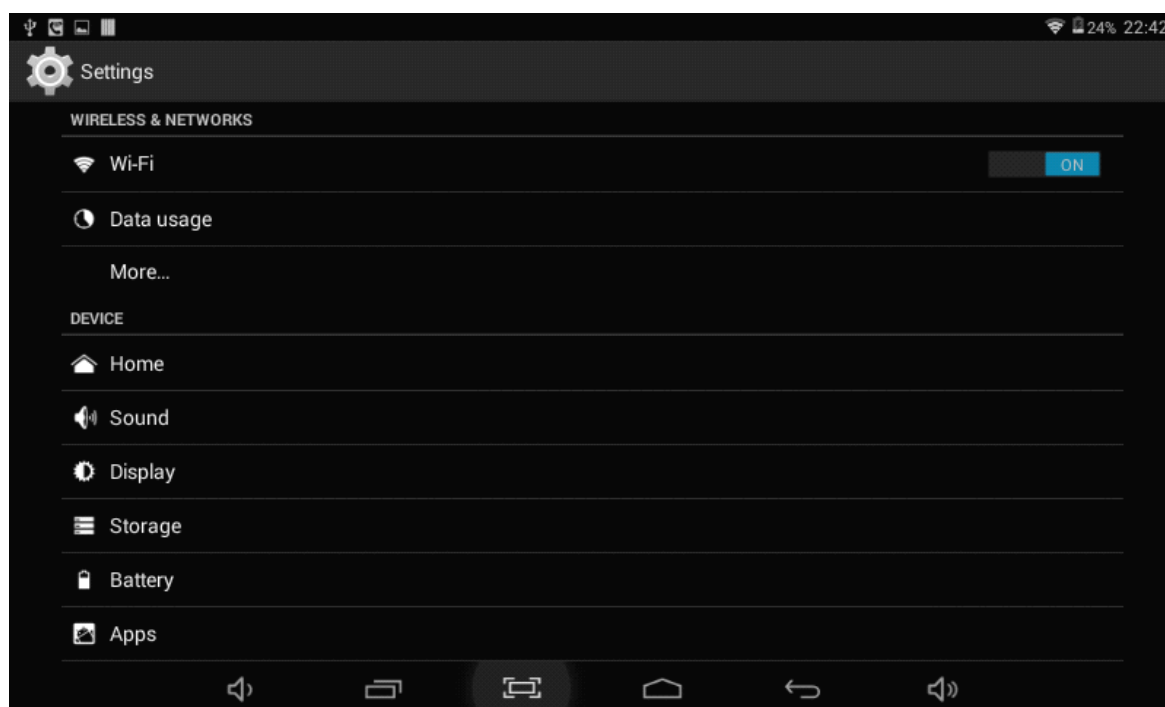 24% 22:42
Settings
WIRELESS & NETWORKS
Wi-Fi ON
Data usage
More...
DEVICE
Home
Sound
Display
Storage
Battery
Apps